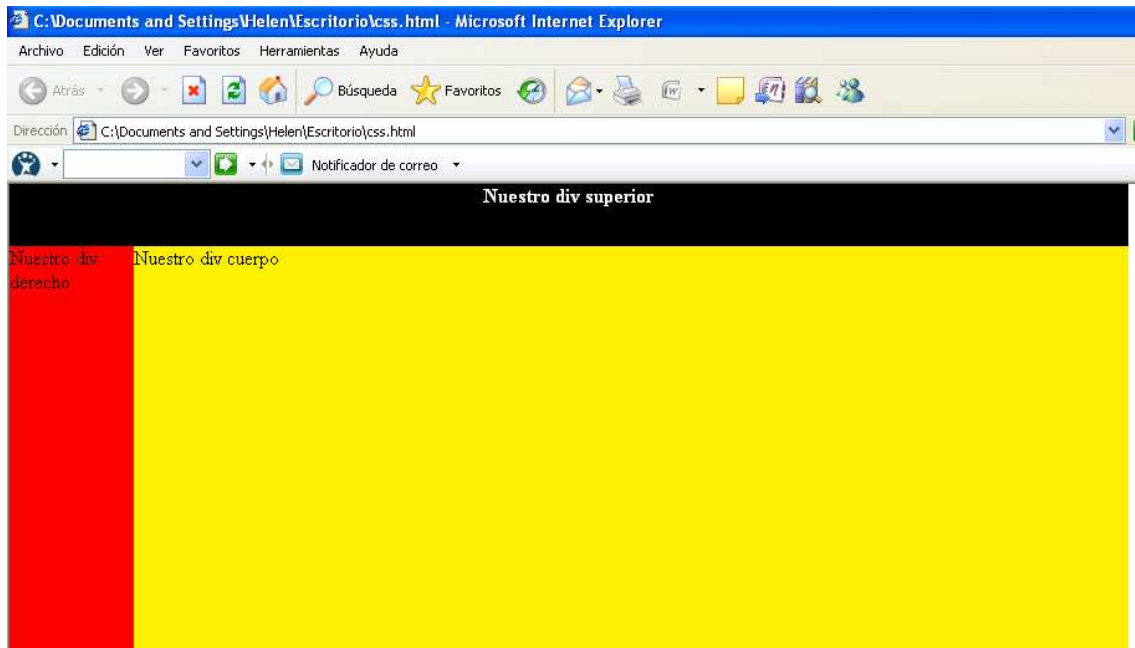 C:\Documents and Settings\Helen\Escritorio\css.html - Microsoft Internet Explorer
Archivo Edición Ver Favoritos Herramientas Ayuda
Atrás Búsqueda Favoritos
Dirección C:\Documents and Settings\Helen\Escritorio\css.html
Notificador de correo
Nuestro div superior
Nuestro div
derecho
Nuestro div cuerpo